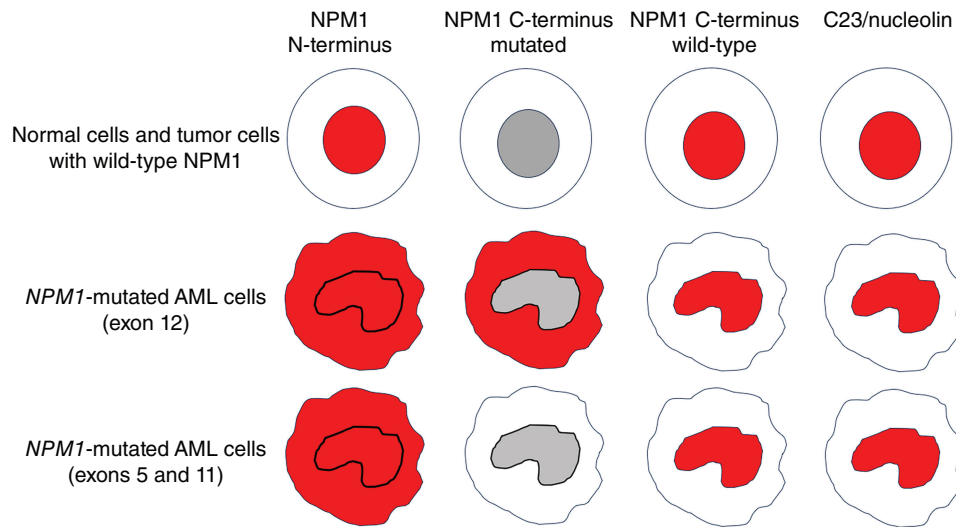 NPM1
N-terminus
NPM1 C-terminus
mutated
NPM1 C-terminus
wild-type
C23/nucleolin
Normal cells and tumor cells
with wild-type NPM1
NPM1-mutated AML cells
(exon 12)
NPM1-mutated AML cells
(exons 5 and 11)